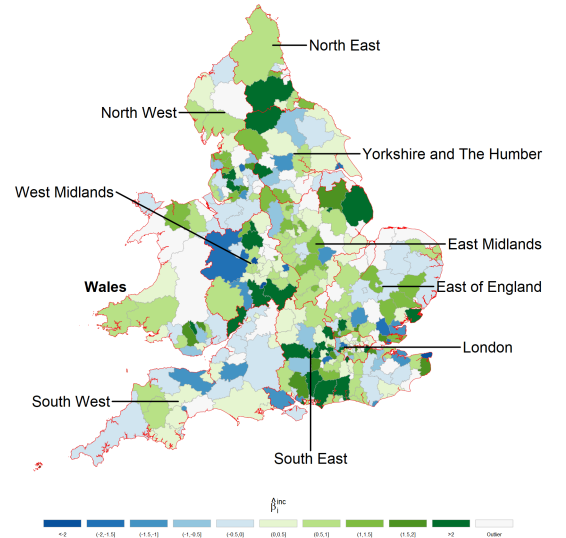 North East
North West
Yorkshire and The Humber
West Midlands
East Midlands
Wales
East of England
London
South West
South East
β̂ᵢⁱⁿᶜ
<-2 (-2,-1.5] (-1.5,-1] (-1,-0.5] (-0.5,0] (0,0.5] (0.5,1] (1,1.5] (1.5,2] >2 Outlier